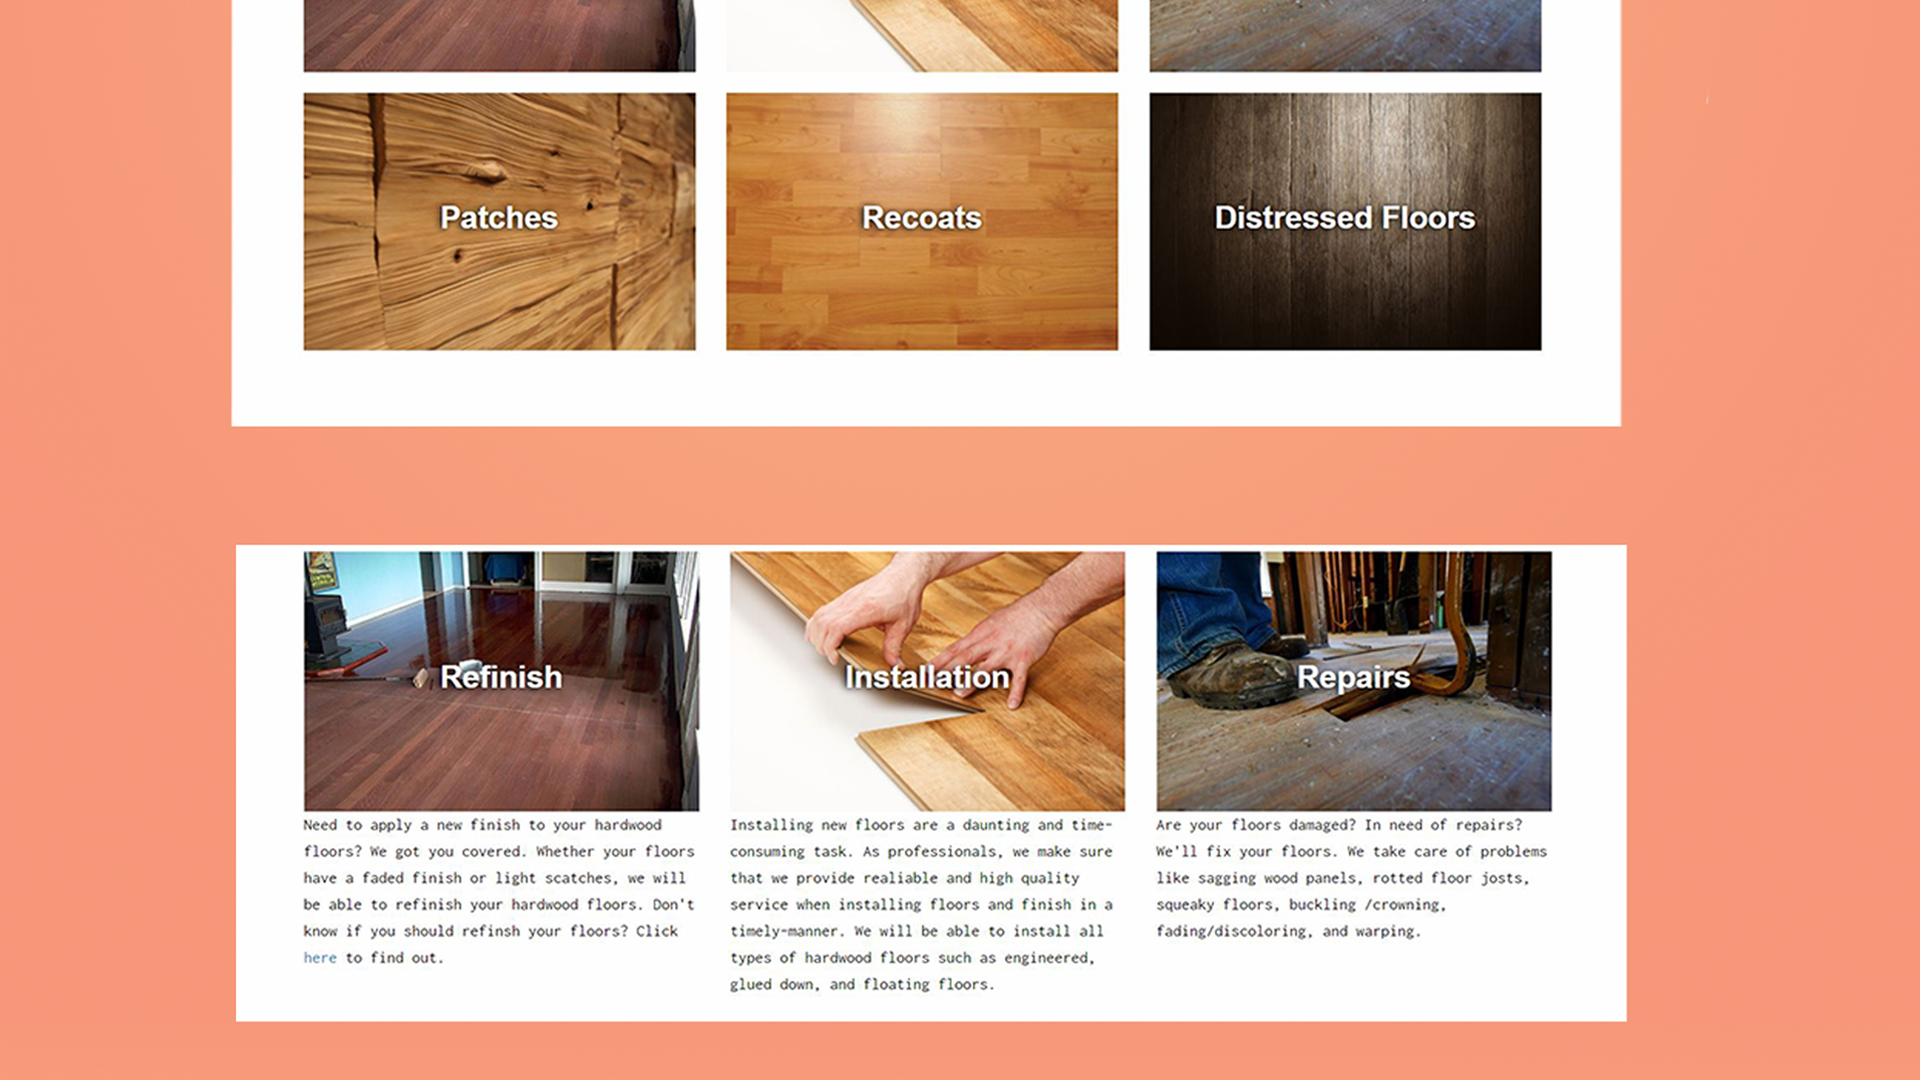 Patches
Recoats
Distressed Floors
Refinish
Need to apply a new finish to your hardwood
floors? We got you covered. Whether your floors
have a faded finish or light scatches, we will
be able to refinish your hardwood floors. Don't
know if you should refinsh your floors? Click
here to find out.
Installation
Installing new floors are a daunting and time-
consuming task. As professionals, we make sure
that we provide realiable and high quality
service when installing floors and finish in a
timely-manner. We will be able to install all
types of hardwood floors such as engineered,
glued down, and floating floors.
Repairs
Are your floors damaged? In need of repairs?
We'll fix your floors. We take care of problems
like sagging wood panels, rotted floor josts,
squeaky floors, buckling /crowning,
fading/discoloring, and warping.